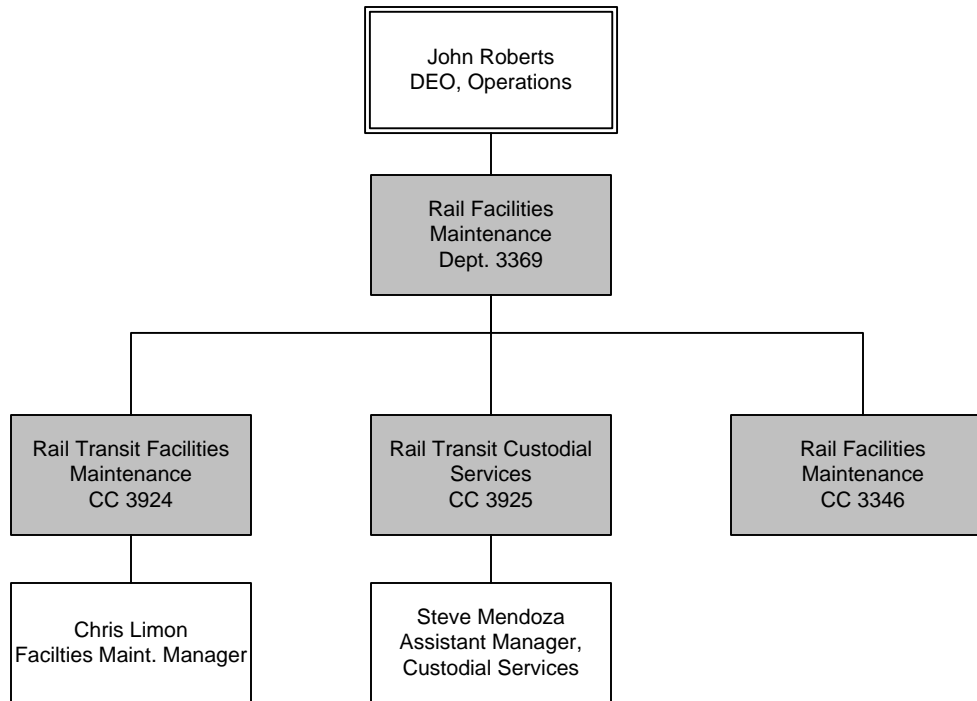 John Roberts
DEO, Operations
Rail Facilities
Maintenance
Dept. 3369
Rail Transit Facilities
Maintenance
CC 3924
Rail Transit Custodial
Services
CC 3925
Rail Facilities
Maintenance
CC 3346
Chris Limon
Facilties Maint. Manager
Steve Mendoza
Assistant Manager,
Custodial Services